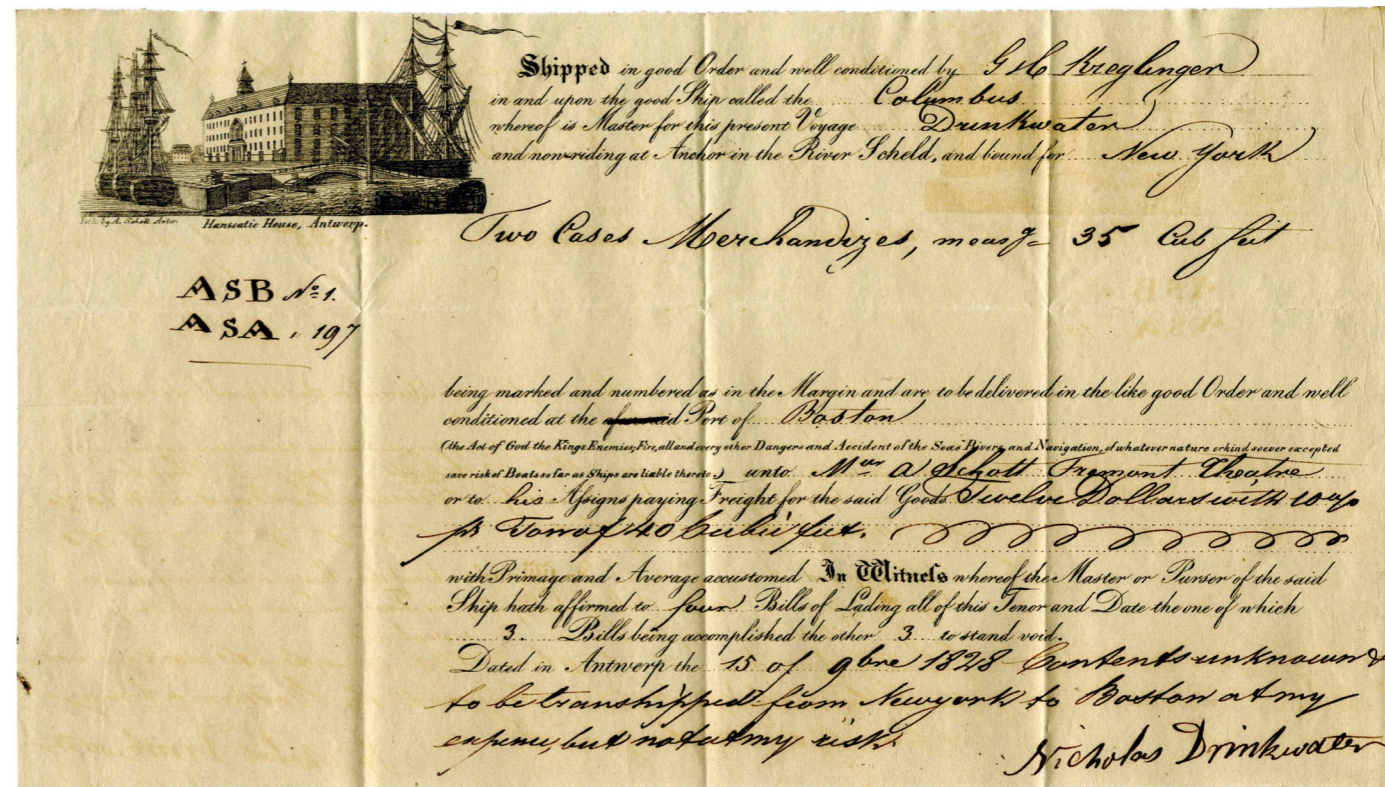 Shipped in good Order and well conditioned by G & C Kreglinger
in and upon the good Ship called the Columbus
whereof is Master for this present Voyage Drinkwater
and now riding at Anchor in the River Scheld, and bound for New York
Lith. by A. Scholl Antw.
Hanseatic House, Antwerp.
Two Cases Merchandizes, measg 35 Cub feet
ASB No 1.
ASA " 197
being marked and numbered as in the Margin and are to be delivered in the like good Order and well
conditioned at the aforesaid Port of Boston
(the Act of God the Kings Enemies, Fire, all and every other Dangers and Accident of the Seas Rivers and Navigation, of whatever nature or kind soever excepted
save risk of Boats so far as Ships are liable thereto.) unto A Schott Tremont Theatre
or to his Assigns paying Freight for the said Goods Twelve Dollars with 10 %
pr Ton of 40 Cubic feet.
with Primage and Average accustomed In Witness whereof the Master or Purser of the said
Ship hath affirmed to four Bills of Lading all of this Tenor and Date the one of which
3. Bills being accomplished the other 3 to stand void.
Dated in Antwerp the 15 of 9bre 1828 Contents unknown &
to be transhipped from Newyork to Boston at my
expense, but not at my risk
Nicholas Drinkwater